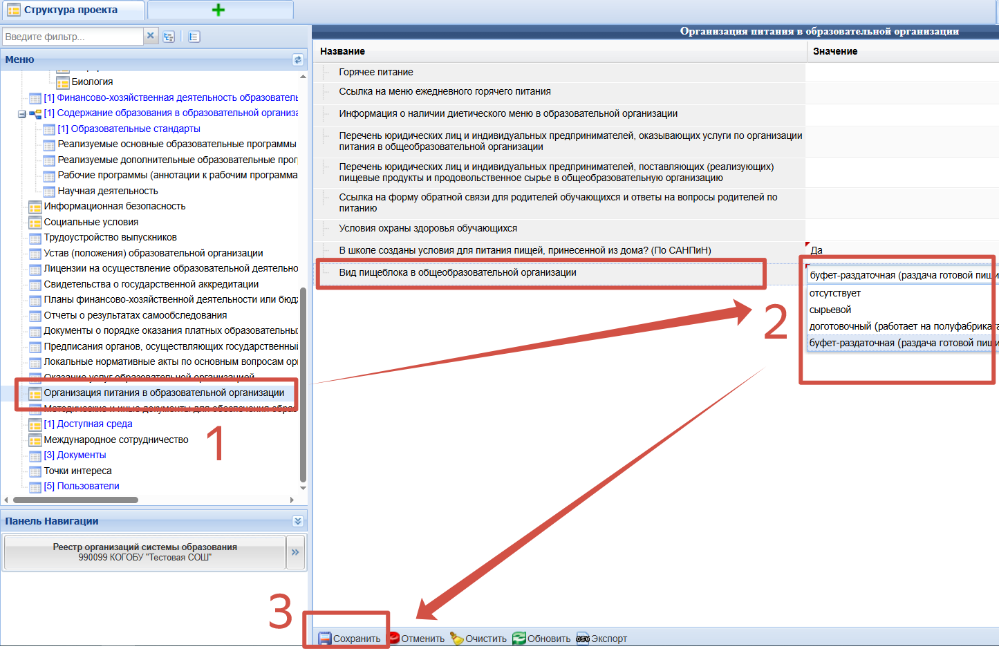 Структура проекта
Введите фильтр...
Меню
Биология
[1] Финансово-хозяйственная деятельность образователь
[1] Содержание образования в образовательной организа
[1] Образовательные стандарты
Реализуемые основные образовательные программы
Реализуемые дополнительные образовательные прог
Рабочие программы (аннотации к рабочим программа
Научная деятельность
Информационная безопасность
Социальные условия
Трудоустройство выпускников
Устав (положения) образовательной организации
Лицензии на осуществление образовательной деятельно
Свидетельства о государственной аккредитации
Планы финансово-хозяйственной деятельности или бюд
Отчеты о результатах самообследования
Документы о порядке оказания платных образовательны
Предписания органов, осуществляющих государственный
Локальные нормативные акты по основным вопросам ор
Оказание услуг образовательной организацией
Организация питания в образовательной организации
Методические и иные документы для обеспечения образ
[1] Доступная среда
Международное сотрудничество
[3] Документы
Точки интереса
[5] Пользователи
1
Панель Навигации
Реестр организаций системы образования
990099 КОГОБУ "Тестовая СОШ"
Организация питания в образовательной организации
Название
Значение
Горячее питание
Ссылка на меню ежедневного горячего питания
Информация о наличии диетического меню в образовательной организации
Перечень юридических лиц и индивидуальных предпринимателей, оказывающих услуги по организации
питания в общеобразовательной организации
Перечень юридических лиц и индивидуальных предпринимателей, поставляющих (реализующих)
пищевые продукты и продовольственное сырье в общеобразовательную организацию
Ссылка на форму обратной связи для родителей обучающихся и ответы на вопросы родителей по
питанию
Условия охраны здоровья обучающихся
В школе созданы условия для питания пищей, принесенной из дома? (По САНПиН)
Да
Вид пищеблока в общеобразовательной организации
буфет-раздаточная (раздача готовой пищи
отсутствует
сырьевой
доготовочный (работает на полуфабриката
буфет-раздаточная (раздача готовой пищи
2
3
Сохранить
Отменить
Очистить
Обновить
CSV
Экспорт